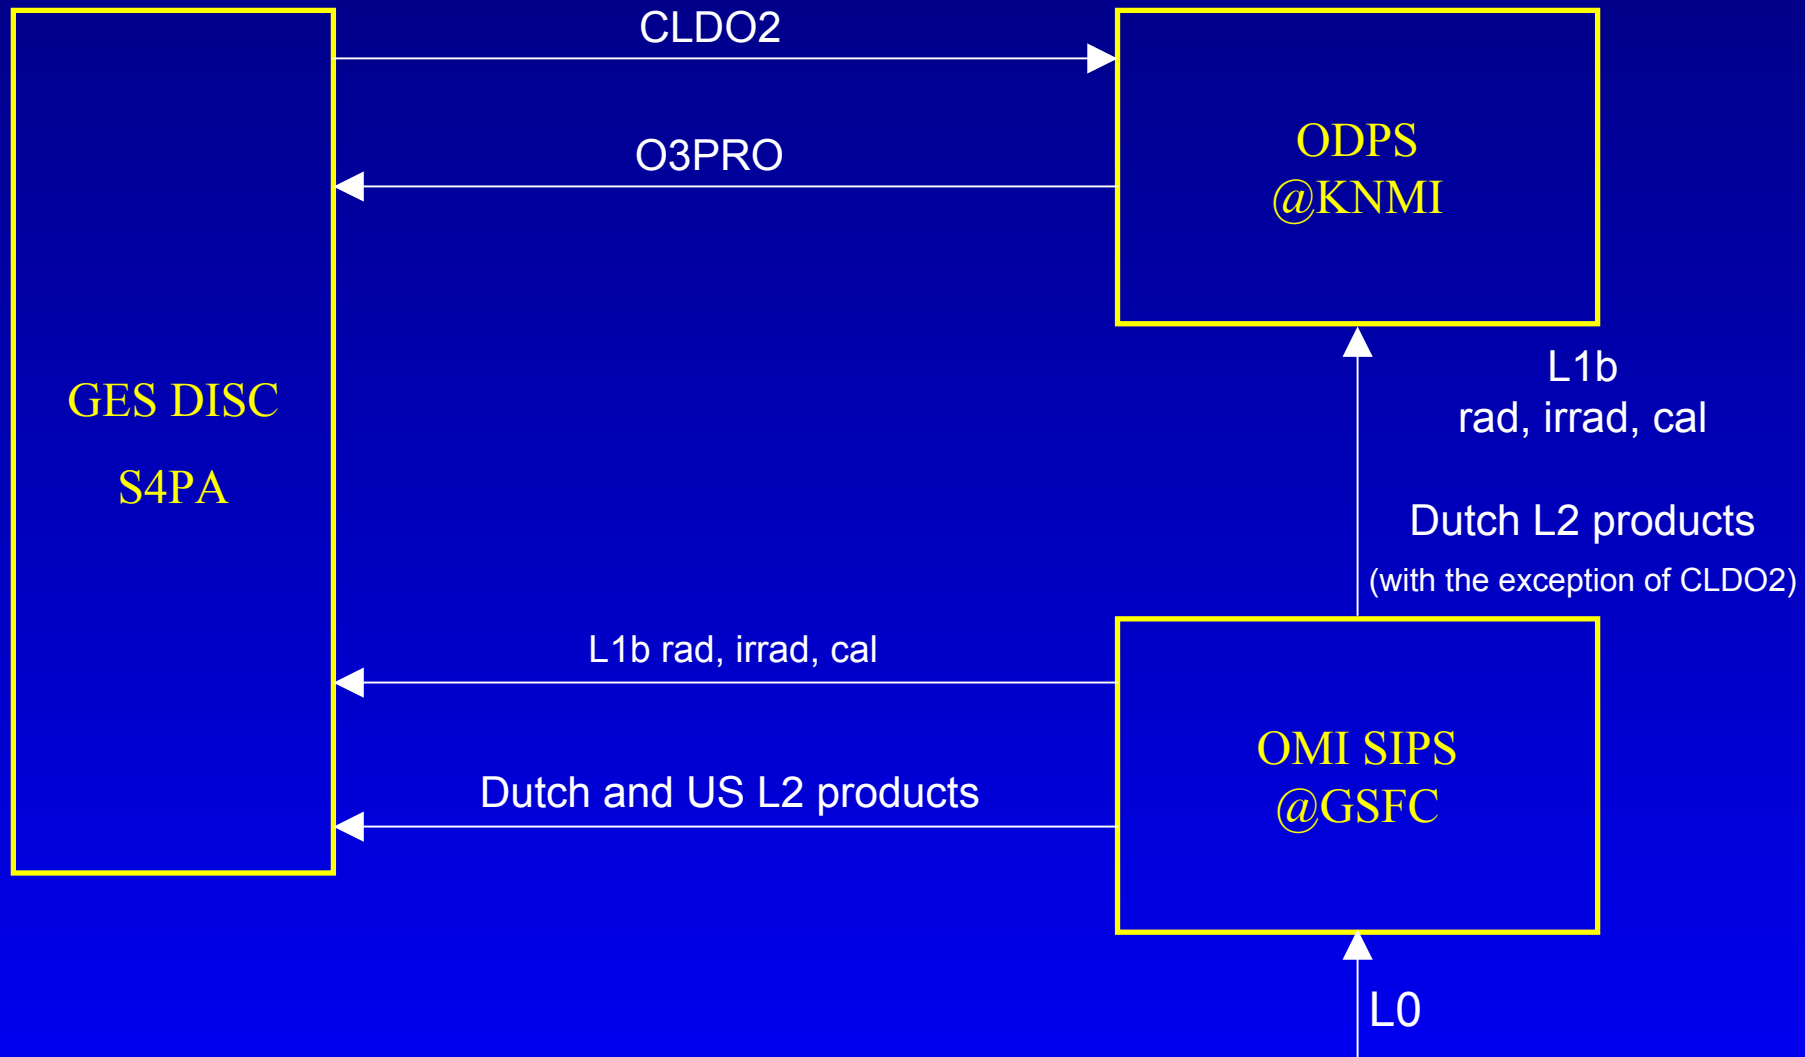 CLDO2
O3PRO
ODPS
@KNMI
GES DISC
S4PA
L1b
rad, irrad, cal
Dutch L2 products
(with the exception of CLDO2)
L1b rad, irrad, cal
Dutch and US L2 products
OMI SIPS
@GSFC
L0